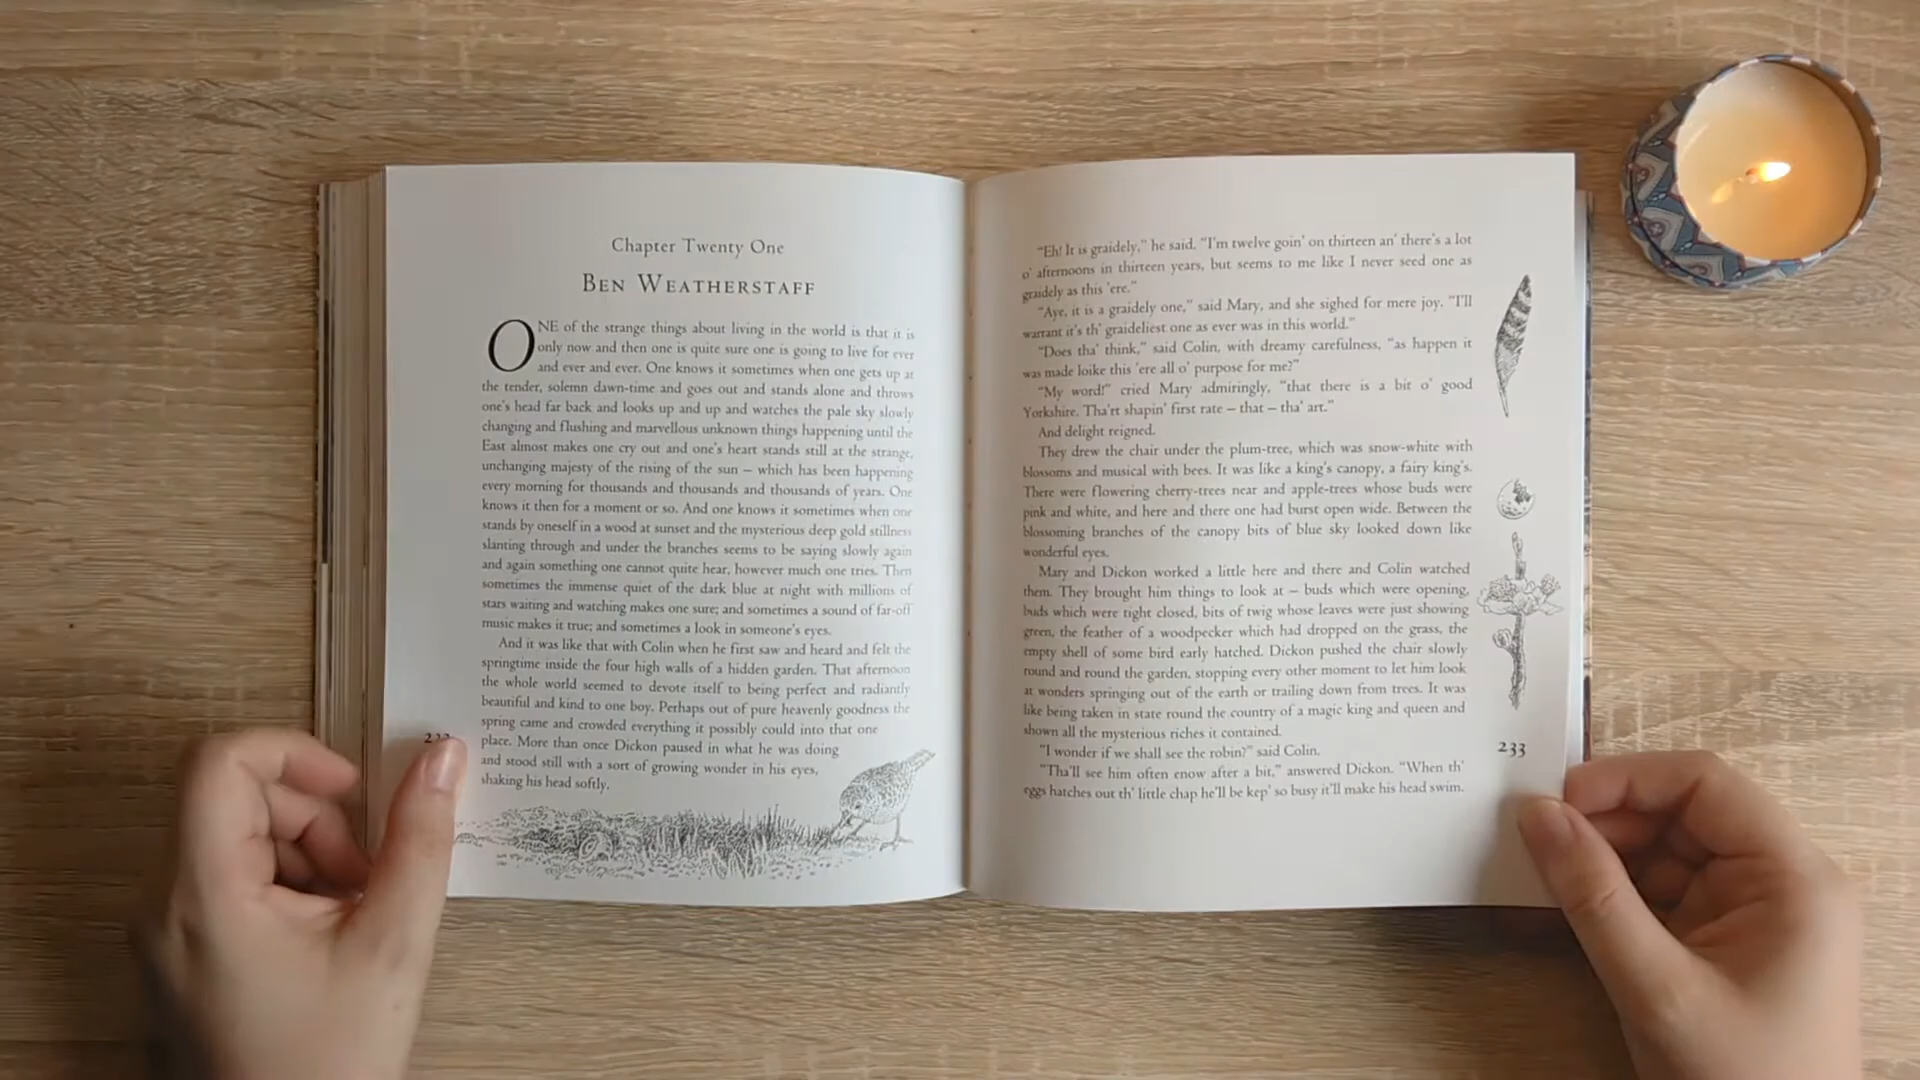 Chapter Twenty One
BEN WEATHERSTAFF
ONE of the strange things about living in the world is that it is
only now and then one is quite sure one is going to live for ever
and ever and ever. One knows it sometimes when one gets up at
the tender, solemn dawn-time and goes out and stands alone and throws
one's head far back and looks up and up and watches the pale sky slowly
changing and flushing and marvellous unknown things happening until the
East almost makes one cry out and one's heart stands still at the strange,
unchanging majesty of the rising of the sun – which has been happening
every morning for thousands and thousands and thousands of years. One
knows it then for a moment or so. And one knows it sometimes when one
stands by oneself in a wood at sunset and the mysterious deep gold stillness
slanting through and under the branches seems to be saying slowly again
and again something one cannot quite hear, however much one tries. Then
sometimes the immense quiet of the dark blue at night with millions of
stars waiting and watching makes one sure; and sometimes a sound of far-off
music makes it true; and sometimes a look in someone's eyes.
And it was like that with Colin when he first saw and heard and felt the
springtime inside the four high walls of a hidden garden. That afternoon
the whole world seemed to devote itself to being perfect and radiantly
beautiful and kind to one boy. Perhaps out of pure heavenly goodness the
spring came and crowded everything it possibly could into that one
place. More than once Dickon paused in what he was doing
and stood still with a sort of growing wonder in his eyes,
shaking his head softly.
“Eh! It is graidely,” he said. “I'm twelve goin' on thirteen an' there's a lot
o' afternoons in thirteen years, but seems to me like I never seed one as
graidely as this 'ere.”
“Aye, it is a graidely one,” said Mary, and she sighed for mere joy. “I'll
warrant it's th' graideliest one as ever was in this world.”
“Does tha' think,” said Colin, with dreamy carefulness, “as happen it
was made loike this 'ere all o' purpose for me?”
“My word!” cried Mary admiringly, “that there is a bit o' good
Yorkshire. Tha'rt shapin' first rate – that – tha' art.”
And delight reigned.
They drew the chair under the plum-tree, which was snow-white with
blossoms and musical with bees. It was like a king's canopy, a fairy king's.
There were flowering cherry-trees near and apple-trees whose buds were
pink and white, and here and there one had burst open wide. Between the
blossoming branches of the canopy bits of blue sky looked down like
wonderful eyes.
Mary and Dickon worked a little here and there and Colin watched
them. They brought him things to look at – buds which were opening,
buds which were tight closed, bits of twig whose leaves were just showing
green, the feather of a woodpecker which had dropped on the grass, the
empty shell of some bird early hatched. Dickon pushed the chair slowly
round and round the garden, stopping every other moment to let him look
at wonders springing out of the earth or trailing down from trees. It was
like being taken in state round the country of a magic king and queen and
shown all the mysterious riches it contained.
“I wonder if we shall see the robin?” said Colin.
“Tha'll see him often enow after a bit,” answered Dickon. “When th'
eggs hatches out th' little chap he'll be kep' so busy it'll make his head swim.
233